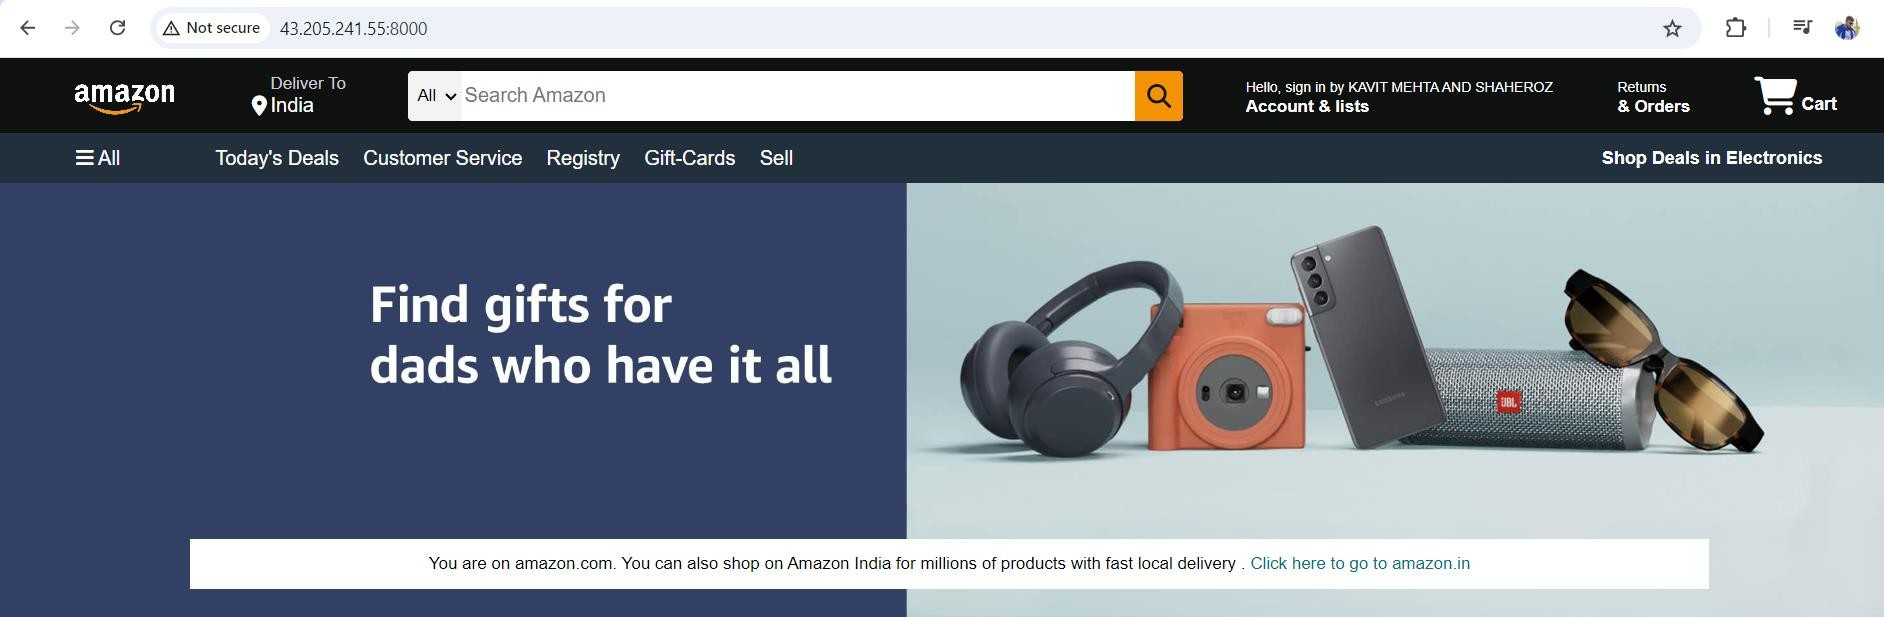 Not secure 43.205.241.55:8000
amazon
Deliver To
India
All Search Amazon
Hello, sign in by KAVIT MEHTA AND SHAHEROZ
Account & lists
Returns
& Orders
Cart
All
Today's Deals Customer Service Registry Gift-Cards Sell
Shop Deals in Electronics
Find gifts for
dads who have it all
SAMSUNG
JBL
You are on amazon.com. You can also shop on Amazon India for millions of products with fast local delivery . Click here to go to amazon.in